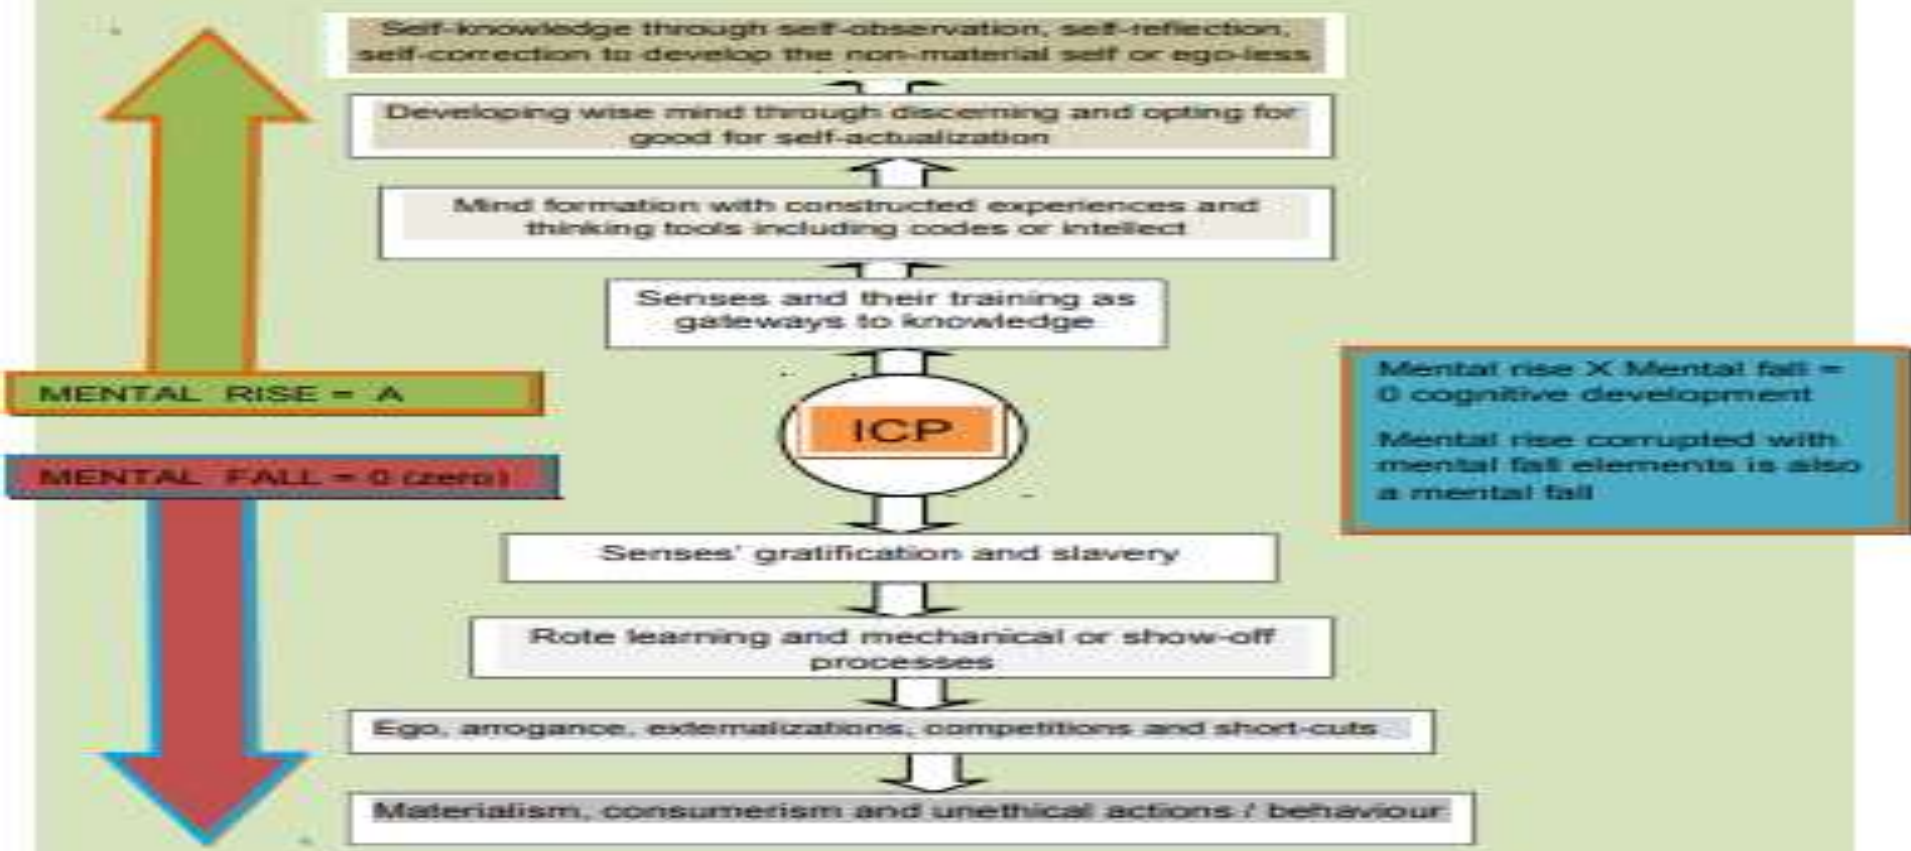 Self-knowledge through self-observation, self-reflection,
self-correction to develop the non-material self or ego-less
Developing wise mind through discerning and opting for
good for self-actualization
Mind formation with constructed experiences and
thinking tools including codes or intellect
Senses and their training as
gateways to knowledge
MENTAL RISE = A
ICP
Mental rise X Mental fall =
0 cognitive development
Mental rise corrupted with
mental fall elements is also
a mental fall
MENTAL FALL = 0 (zero)
Senses' gratification and slavery
Rote learning and mechanical or show-off
processes
Ego, arrogance, externalizations, competitions and short-cuts
Materialism, consumerism and unethical actions / behaviour